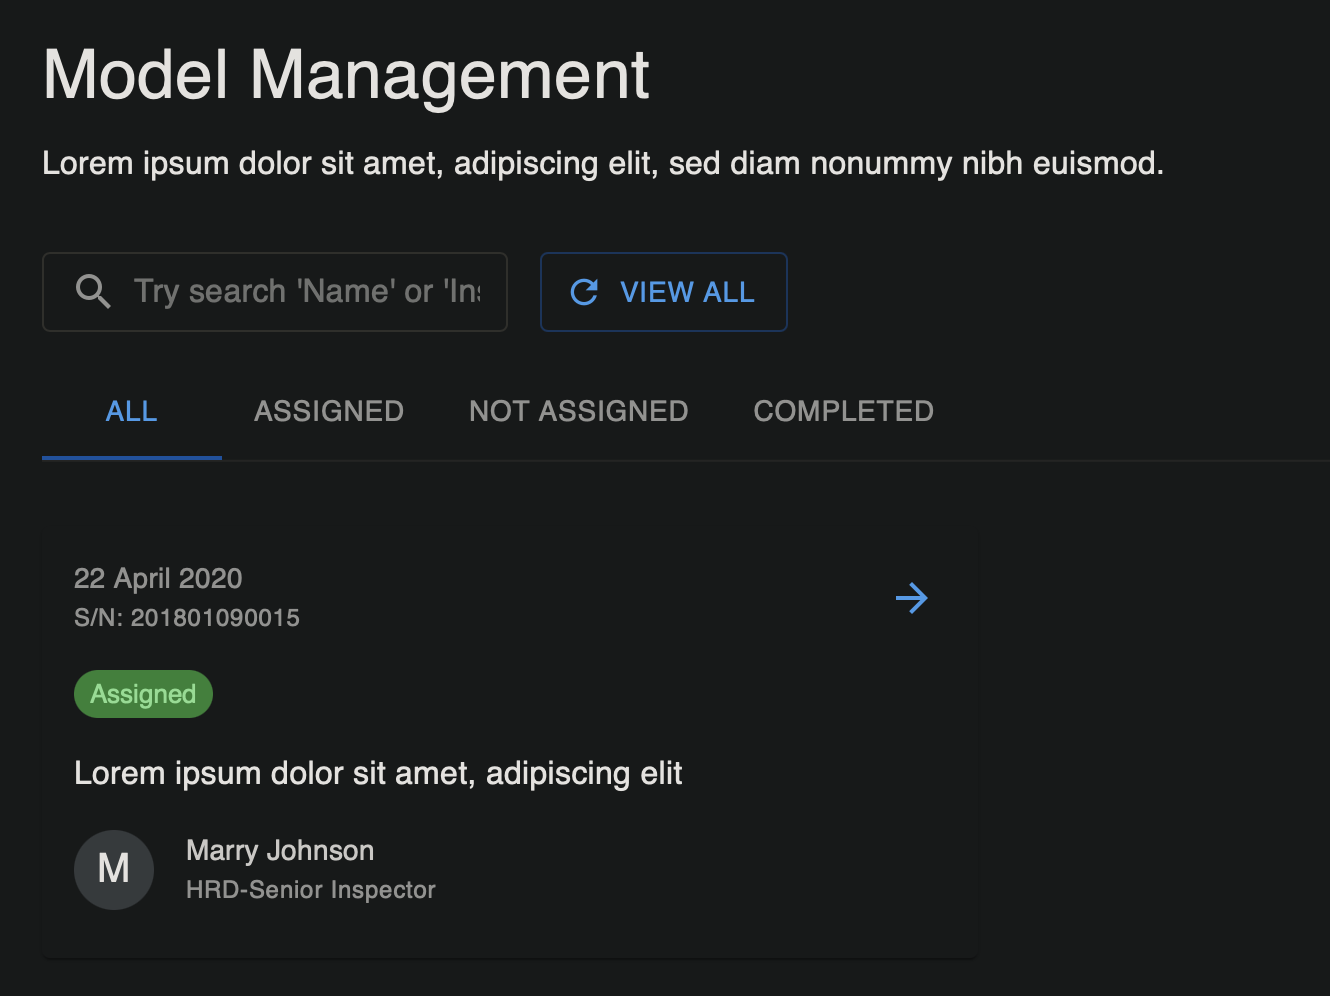 Model Management
Lorem ipsum dolor sit amet, adipiscing elit, sed diam nonummy nibh euismod.
Try search 'Name' or 'Ins
VIEW ALL
ALL ASSIGNED NOT ASSIGNED COMPLETED
22 April 2020
S/N: 201801090015
Assigned
Lorem ipsum dolor sit amet, adipiscing elit
M
Marry Johnson
HRD-Senior Inspector